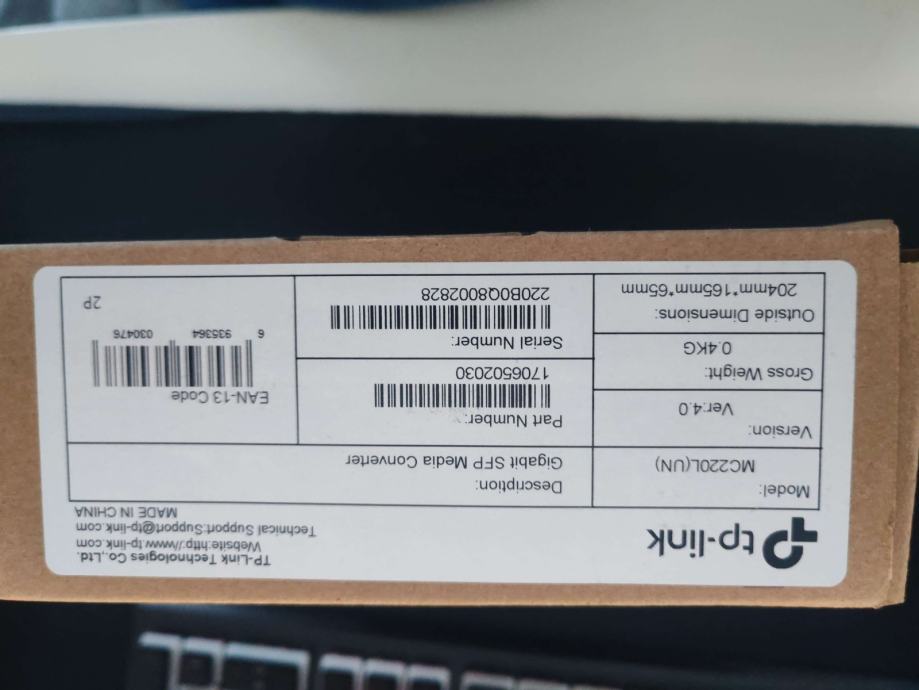 tp-link
TP-Link Technologies Co.,Ltd.
Website:http://www.tp-link.com
Technical Support:Support@tp-link.com
MADE IN CHINA
Model:
MC220L(UN)
Description:
Gigabit SFP Media Converter
Version:
Ver:4.0
Part Number:
1706502030
EAN-13 Code
6 935364 030476
Gross Weight:
0.4KG
Serial Number:
220B0Q8002828
Outside Dimensions:
204mm*165mm*65mm
2P